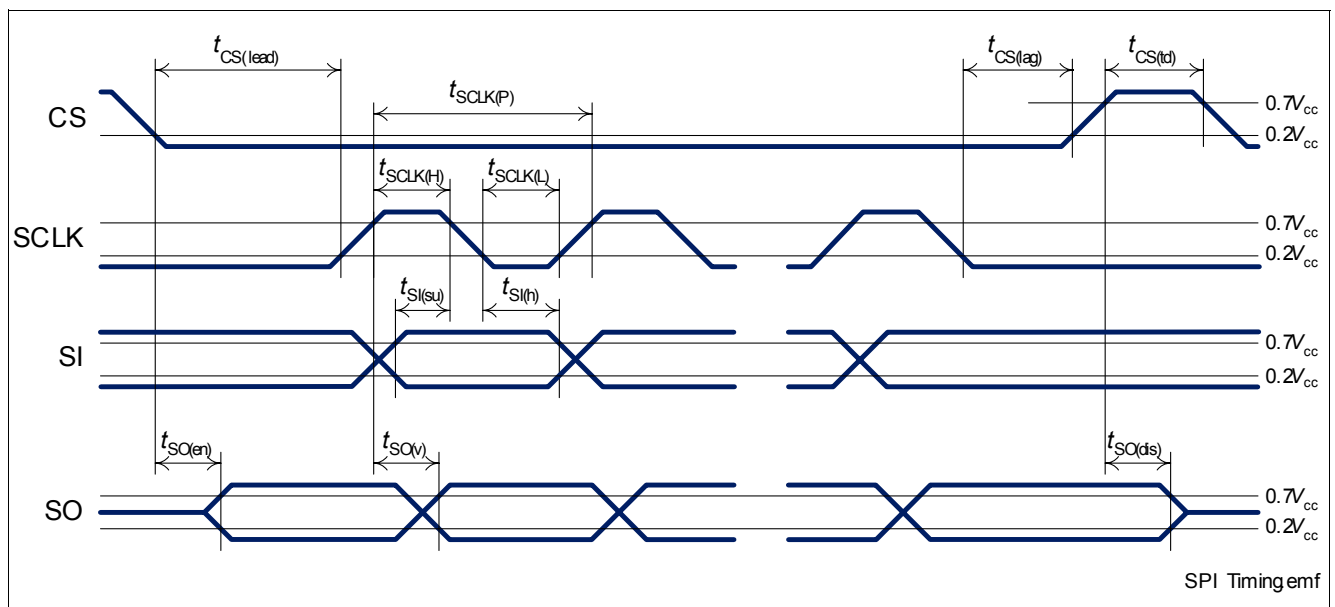 tCS(lead)
tCS(lag)
tCS(td)
tSCLK(P)
CS
0.7Vcc
0.2Vcc
tSCLK(H)
tSCLK(L)
SCLK
0.7Vcc
0.2Vcc
tSI(su)
tSI(h)
SI
0.7Vcc
0.2Vcc
tSO(en)
tSO(v)
tSO(dis)
SO
0.7Vcc
0.2Vcc
SPI Timing.emf